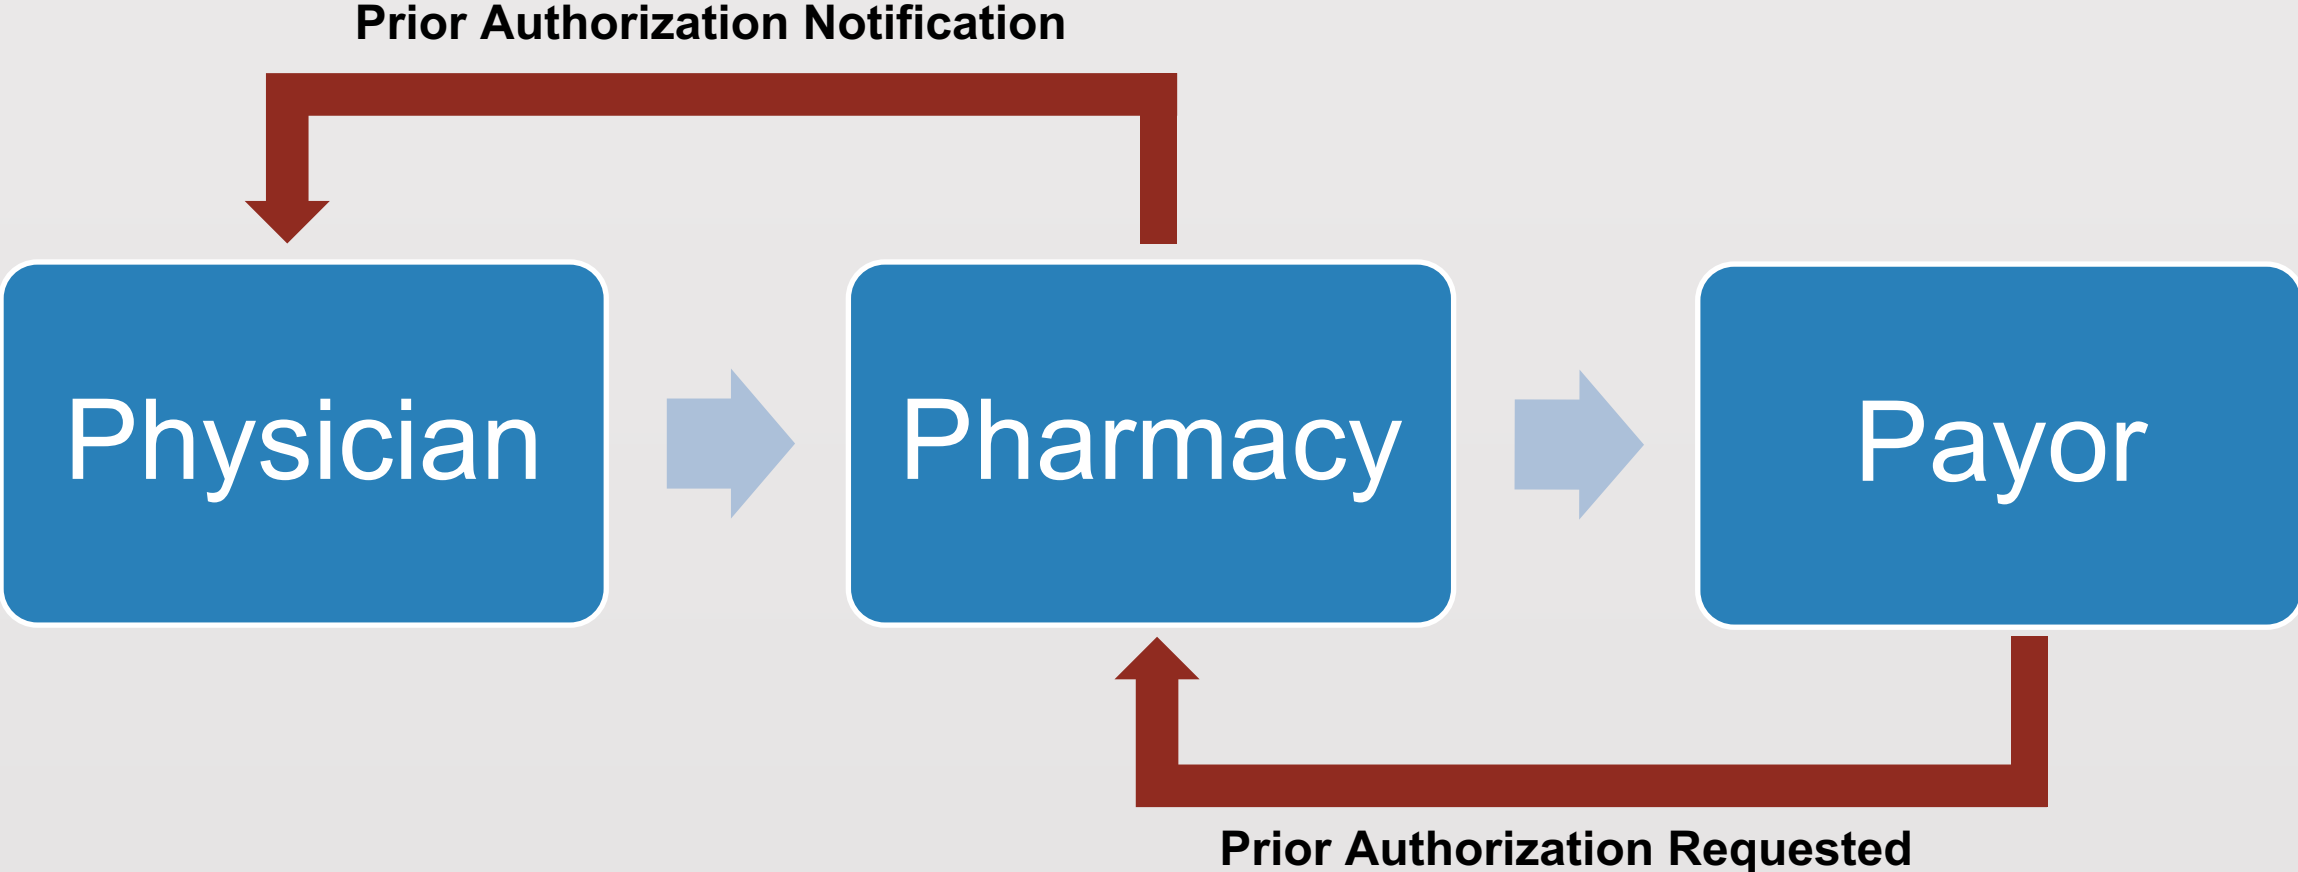 Prior Authorization Notification
Physician
Pharmacy
Payor
Prior Authorization Requested